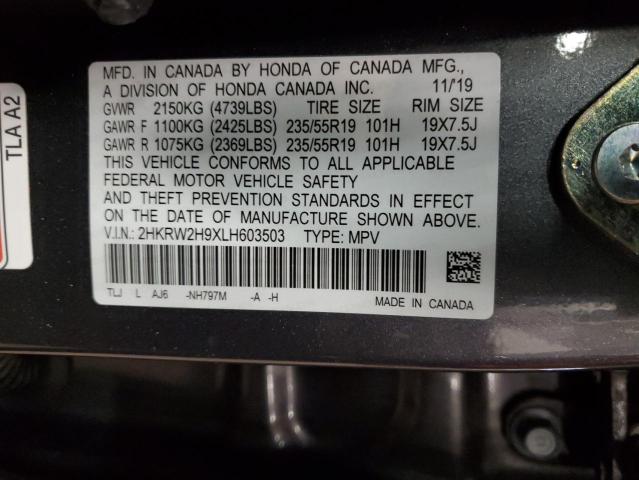 MFD. IN CANADA BY HONDA OF CANADA MFG.,
A DIVISION OF HONDA CANADA INC. 11/'19
GVWR 2150KG (4739LBS) TIRE SIZE RIM SIZE
GAWR F 1100KG (2425LBS) 235/55R19 101H 19X7.5J
GAWR R 1075KG (2369LBS) 235/55R19 101H 19X7.5J
THIS VEHICLE CONFORMS TO ALL APPLICABLE
FEDERAL MOTOR VEHICLE SAFETY
AND THEFT PREVENTION STANDARDS IN EFFECT
ON THE DATE OF MANUFACTURE SHOWN ABOVE.
V.I.N.: 2HKRW2H9XLH603503 TYPE: MPV
TLJ L AJ6 -NH797M -A -H MADE IN CANADA
TLA A2